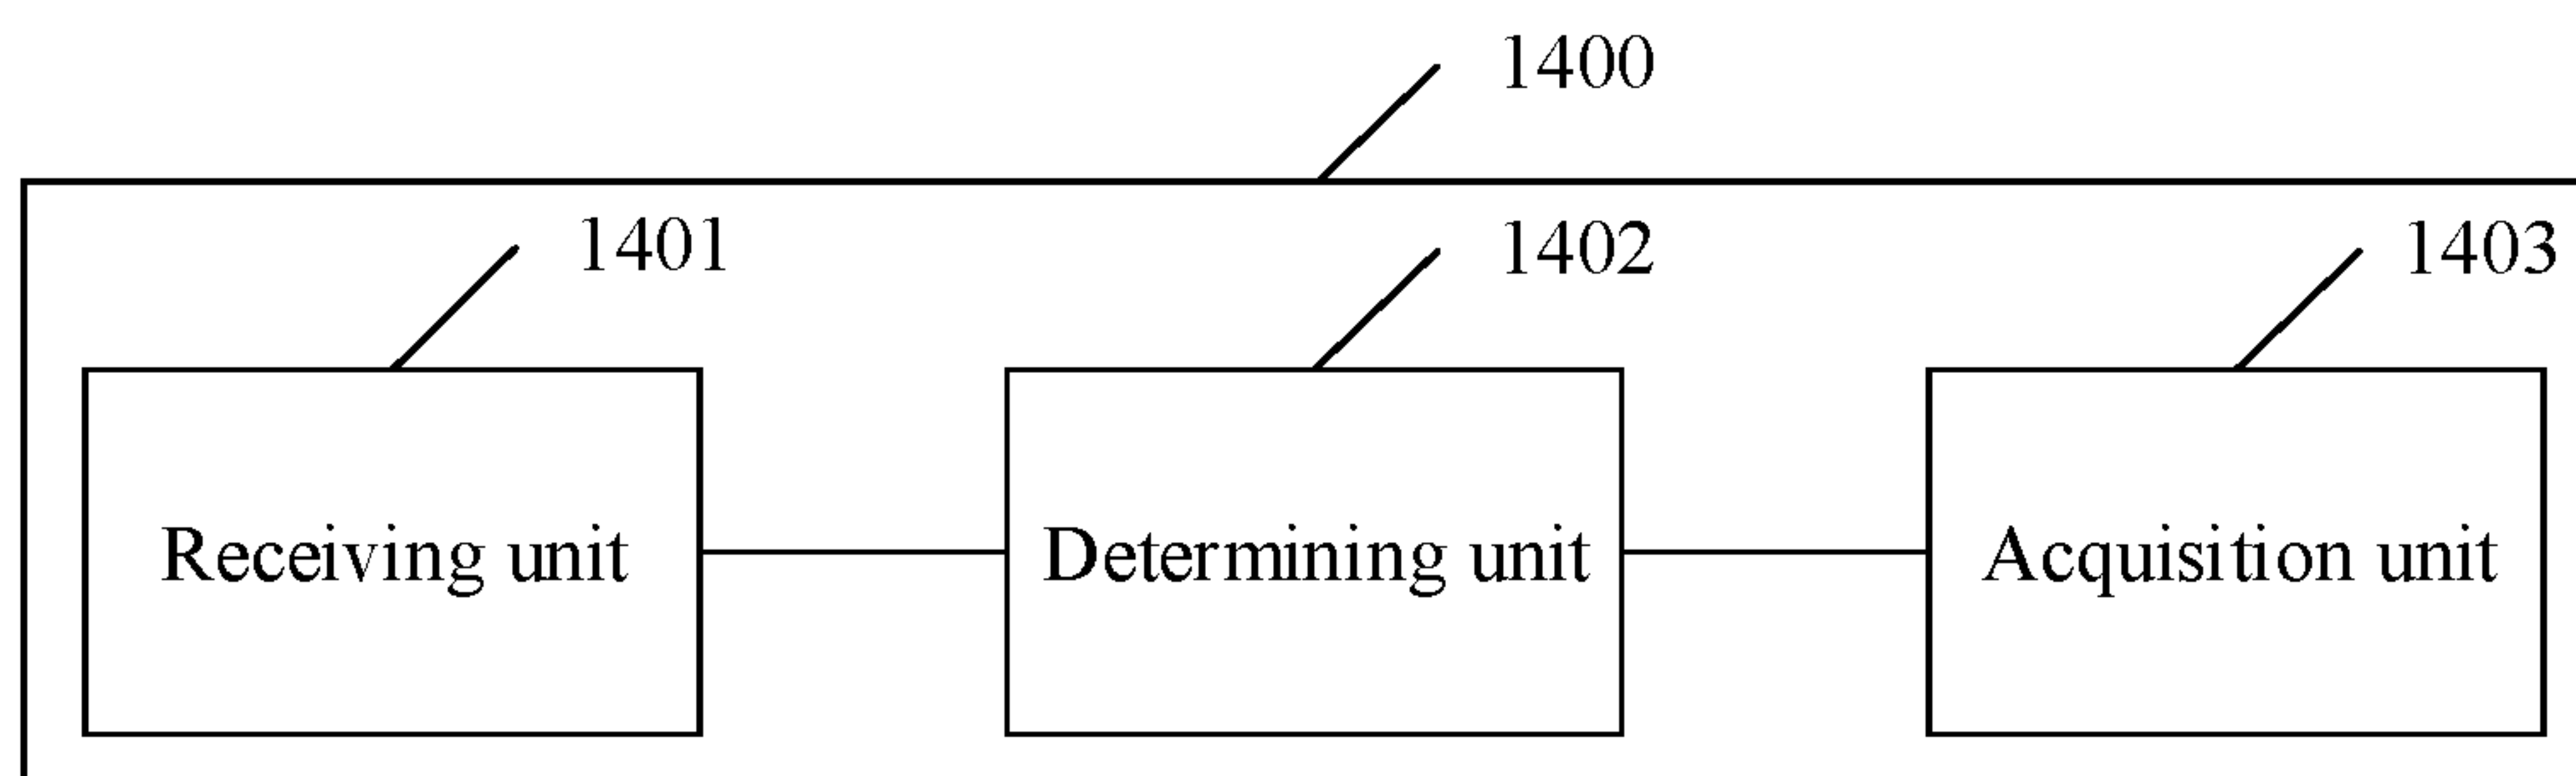 1400
1401
1402
1403
Receiving unit
Determining unit
Acquisition unit